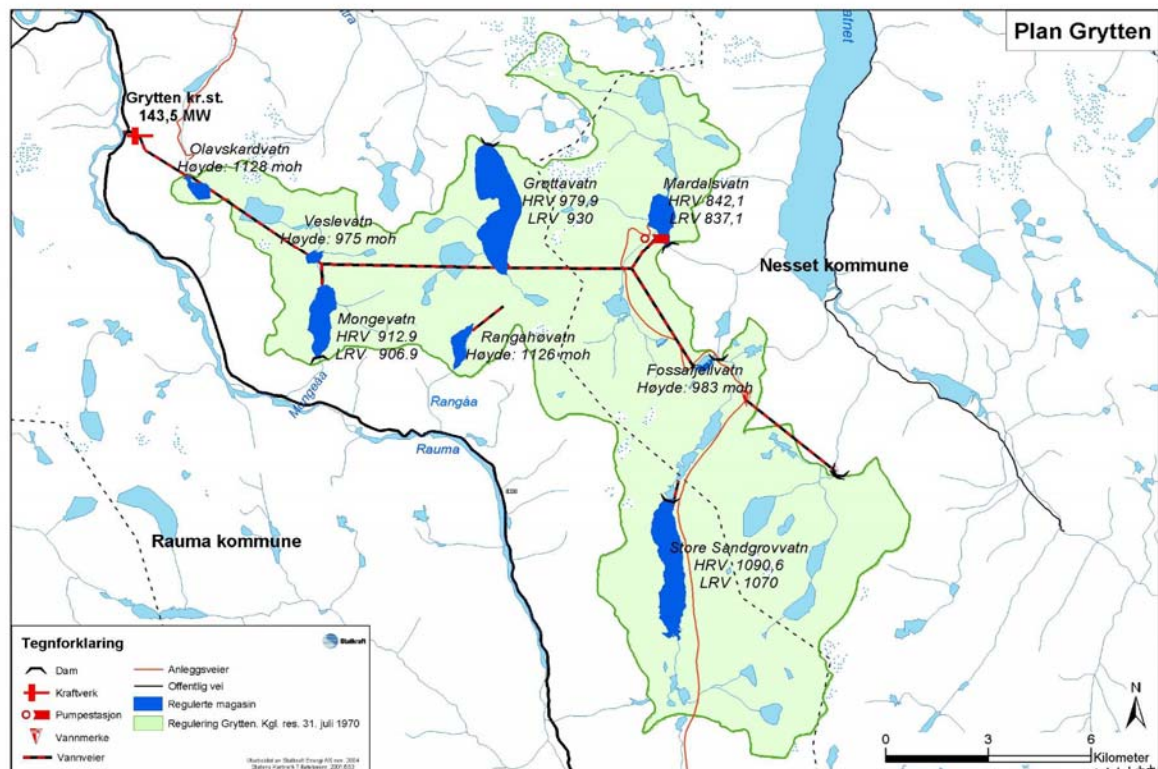 Plan Grytten
Grytten kr.st.
143,5 MW
Olavskardvatn
Høyde: 1128 moh
Grøttavatn
HRV 979,9
LRV 930
Mardalsvatn
HRV 842,1
LRV 837,1
Veslevatn
Høyde: 975 moh
Nesset kommune
Mongevatn
HRV 912.9
LRV 906.9
Rangahøvatn
Høyde: 1126 moh
Fossafjellvatn
Høyde: 983 moh
Mongeåa
Rangåa
Rauma
Rauma kommune
Store Sandgrovvatn
HRV 1090,6
LRV 1070
Tegnforklaring
Statkraft
Dam
Kraftverk
Pumpestasjon
Vannmerke
Vannveier
Anleggsveier
Offentlig vei
Regulerte magasin
Regulering Grytten. Kgl. res. 31. juli 1970
N
0 3 6
Kilometer